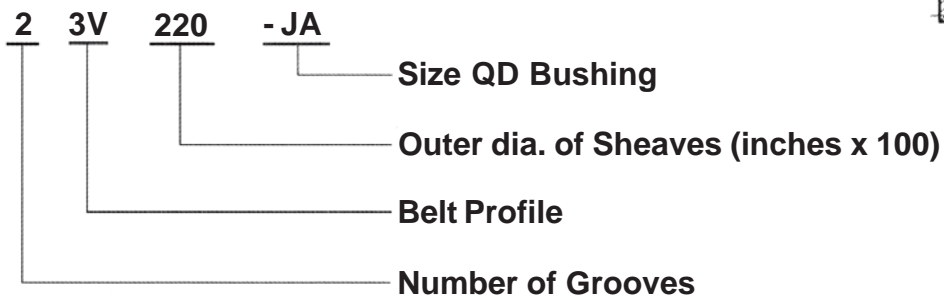 2 3V 220 - JA
Size QD Bushing
Outer dia. of Sheaves (inches x 100)
Belt Profile
Number of Grooves